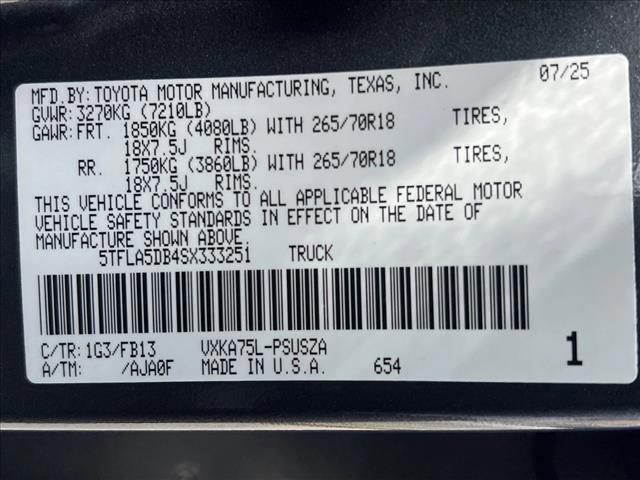 MFD.BY:TOYOTA MOTOR MANUFACTURING, TEXAS, INC. 07/25
GVWR:3270KG (7210LB)
GAWR:FRT. 1850KG (4080LB) WITH 265/70R18 TIRES,
18X7.5J RIMS.
RR. 1750KG (3860LB) WITH 265/70R18 TIRES,
18X7.5J RIMS.
THIS VEHICLE CONFORMS TO ALL APPLICABLE FEDERAL MOTOR
VEHICLE SAFETY STANDARDS IN EFFECT ON THE DATE OF
MANUFACTURE SHOWN ABOVE.
5TFLA5DB4SX333251 TRUCK
C/TR:1G3/FB13 VXKA75L-PSUSZA 1
A/TM: /AJA0F MADE IN U.S.A. 654